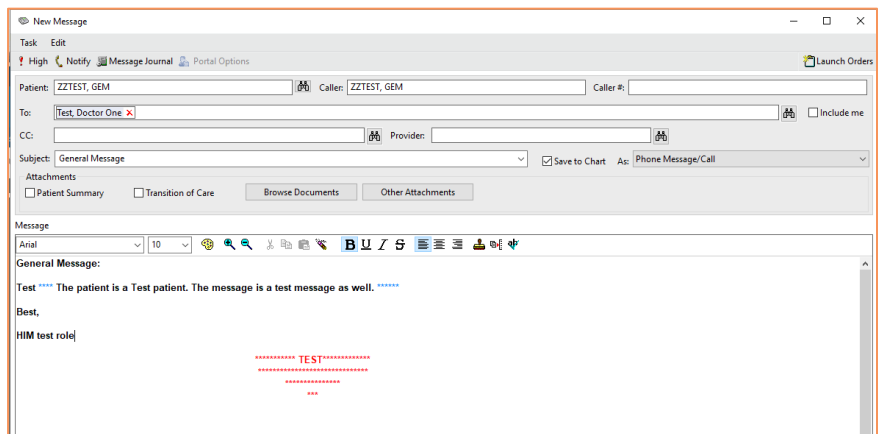 New Message
Task Edit
High Notify Message Journal Portal Options Launch Orders
Patient: ZZTEST, GEM Caller: ZZTEST, GEM Caller #:
To: Test, Doctor One Include me
CC: Provider:
Subject: General Message Save to Chart As: Phone Message/Call
Attachments
Patient Summary Transition of Care Browse Documents Other Attachments
Message
Arial 10 B U I S
General Message:
Test **** The patient is a Test patient. The message is a test message as well. ******
Best,
HIM test role
*********** TEST*************
******************************
***************
***